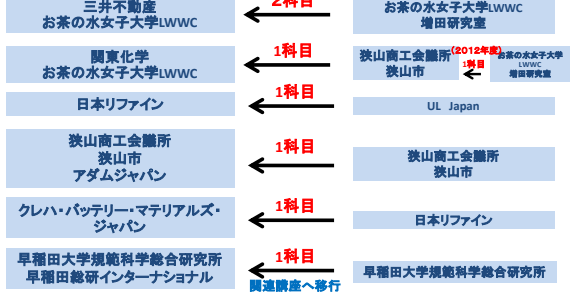 三井不動産
お茶の水女子大学LWWC
2科目
お茶の水女子大学LWWC
増田研究室
関東化学
お茶の水女子大学LWWC
1科目
狭山商工会議所
狭山市
(2012年度)
1科目
お茶の水女子大学
LWWC
増田研究室
日本リファイン
1科目
UL Japan
狭山商工会議所
狭山市
アダムジャパン
1科目
狭山商工会議所
狭山市
クレハ・バッテリー・マテリアルズ・
ジャパン
1科目
日本リファイン
早稲田大学規範科学総合研究所
早稲田総研インターナショナル
1科目
関連講座へ移行
早稲田大学規範科学総合研究所